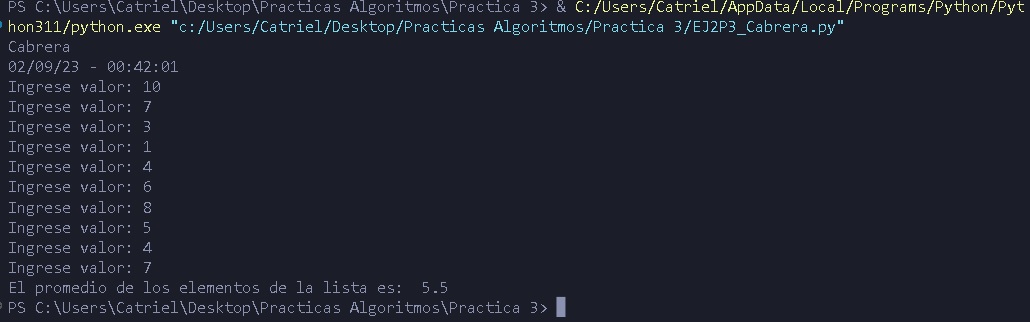 PS C:\Users\Catriel\Desktop\Practicas Algoritmos\Practica 3> & C:/Users/Catriel/AppData/Local/Programs/Python/Pyt
hon311/python.exe "c:/Users/Catriel/Desktop/Practicas Algoritmos/Practica 3/EJ2P3_Cabrera.py"
Cabrera
02/09/23 - 00:42:01
Ingrese valor: 10
Ingrese valor: 7
Ingrese valor: 3
Ingrese valor: 1
Ingrese valor: 4
Ingrese valor: 6
Ingrese valor: 8
Ingrese valor: 5
Ingrese valor: 4
Ingrese valor: 7
El promedio de los elementos de la lista es:  5.5
PS C:\Users\Catriel\Desktop\Practicas Algoritmos\Practica 3>